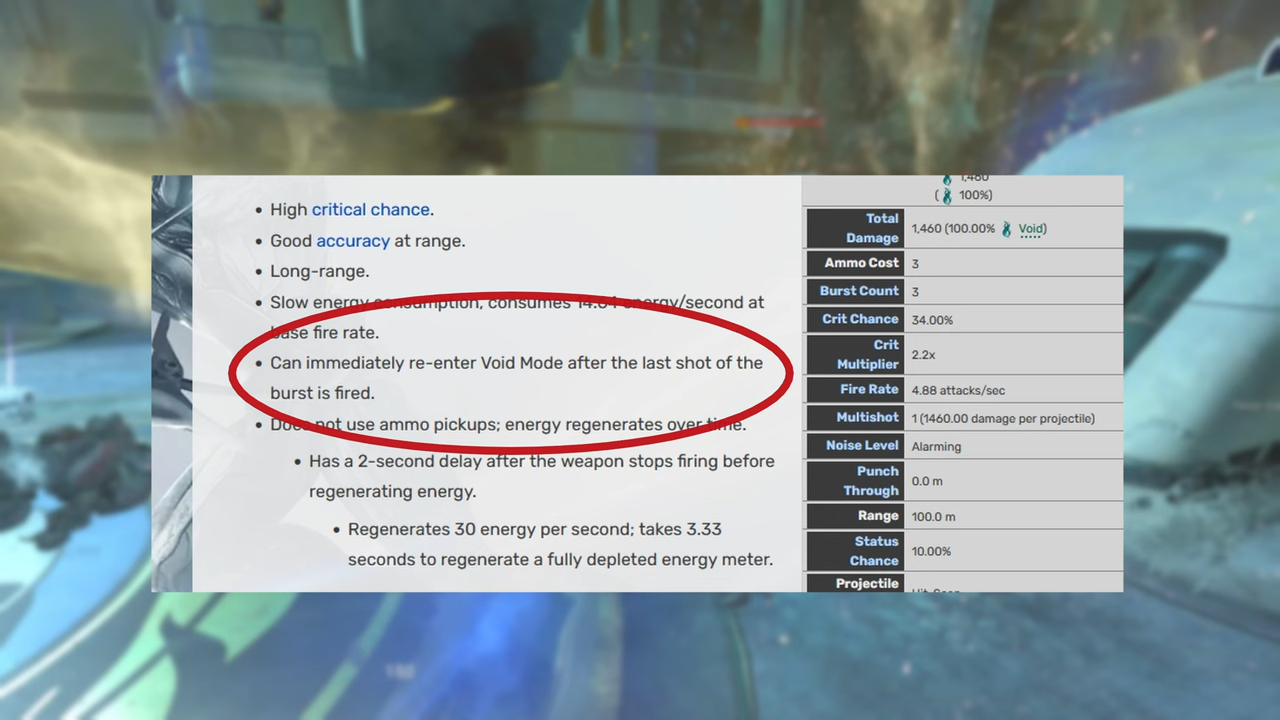 High critical chance.
Good accuracy at range.
Long-range.
Slow energy consumption, consumes 14.64 energy/second at
base fire rate.
Can immediately re-enter Void Mode after the last shot of the
burst is fired.
Does not use ammo pickups; energy regenerates over time.
Has a 2-second delay after the weapon stops firing before
regenerating energy.
Regenerates 30 energy per second; takes 3.33
seconds to regenerate a fully depleted energy meter.
1,460
( 100%)
Total
Damage
1,460 (100.00% Void)
Ammo Cost 3
Burst Count 3
Crit Chance 34.00%
Crit
Multiplier
2.2x
Fire Rate 4.88 attacks/sec
Multishot 1 (1460.00 damage per projectile)
Noise Level Alarming
Punch
Through
0.0 m
Range 100.0 m
Status
Chance
10.00%
Projectile